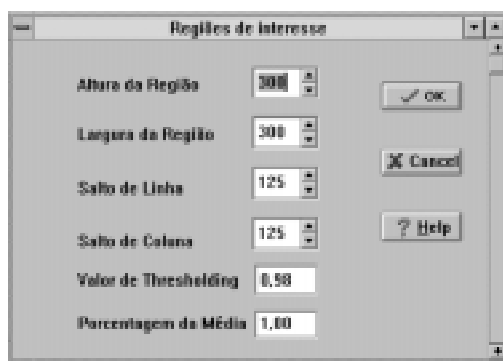 Regiões de interesse
Altura da Região 300
OK
Largura da Região 300
Cancel
Salto de Linha 125
Salto de Coluna 125
? Help
Valor de Thresholding 0,98
Porcentagem da Média 1,00